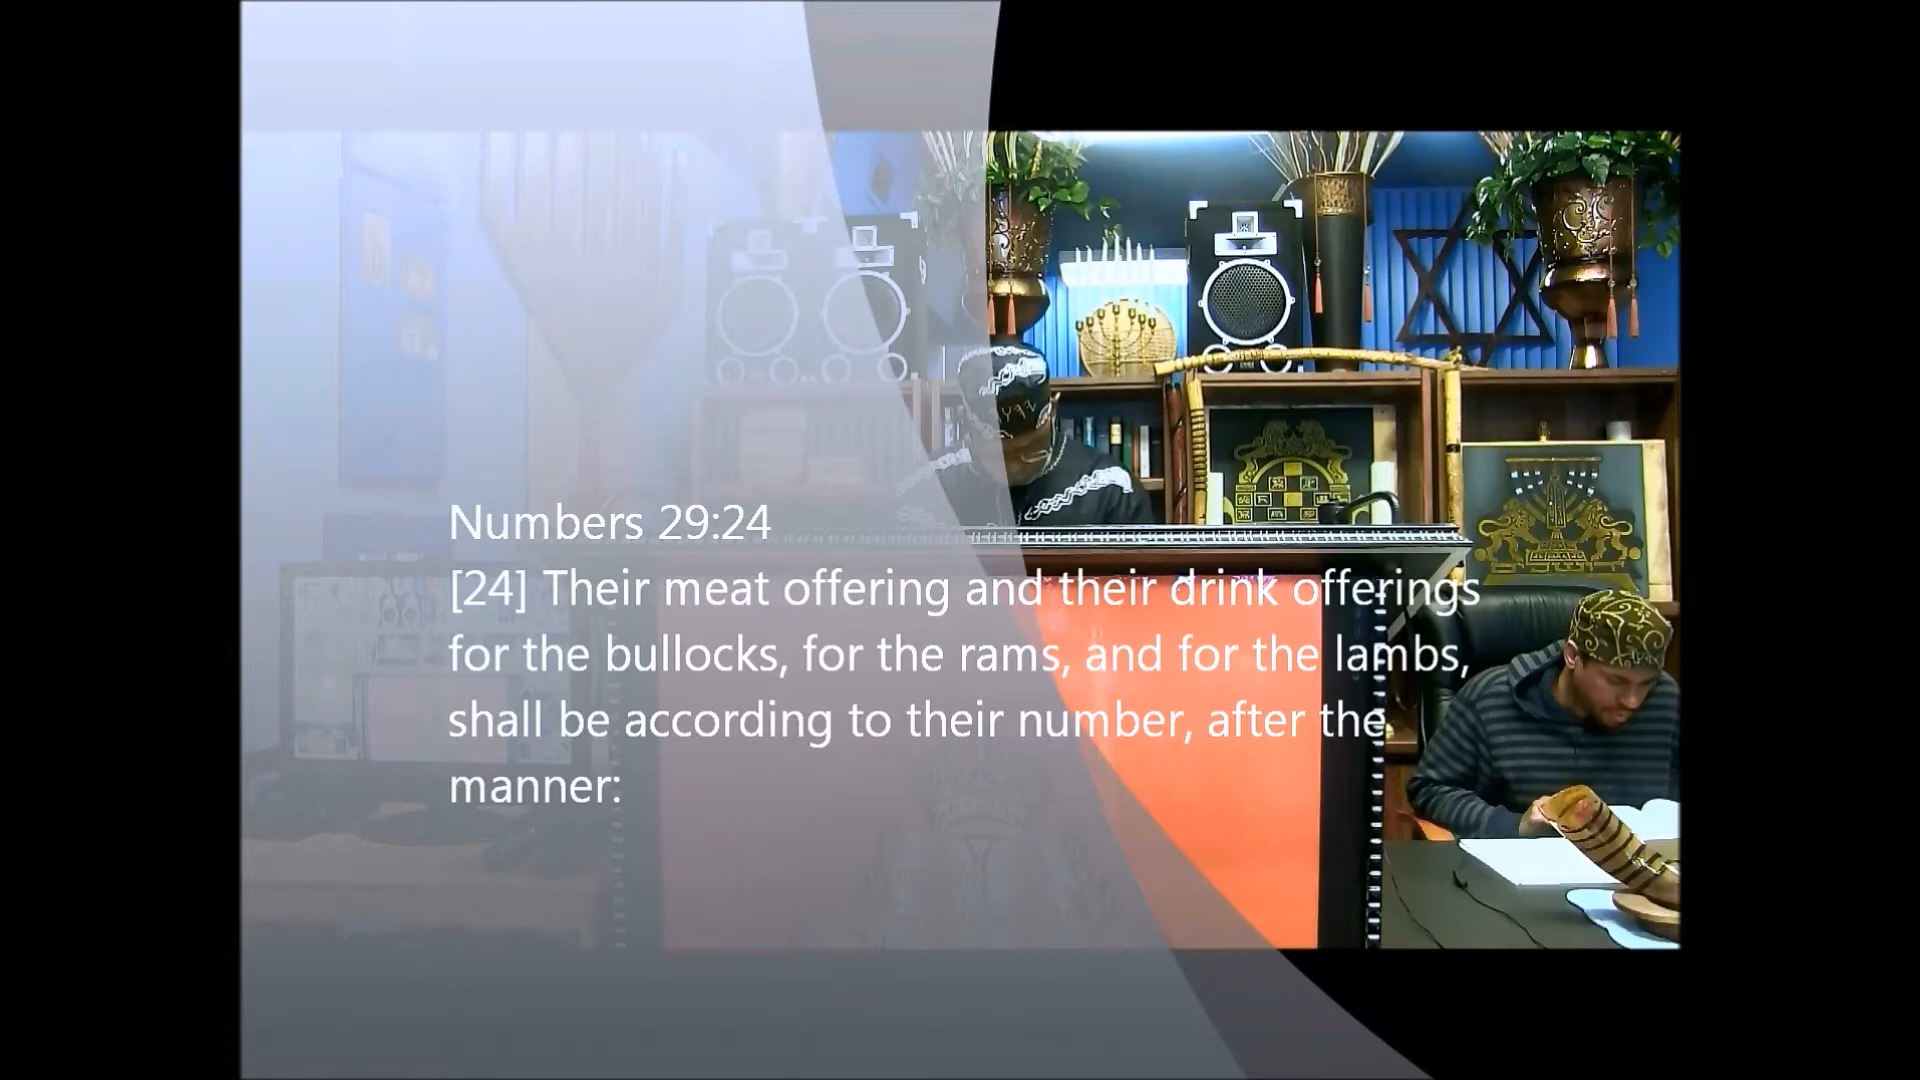 Numbers 29:24
[24] Their meat offering and their drink offerings
for the bullocks, for the rams, and for the lambs,
shall be according to their number, after the
manner: